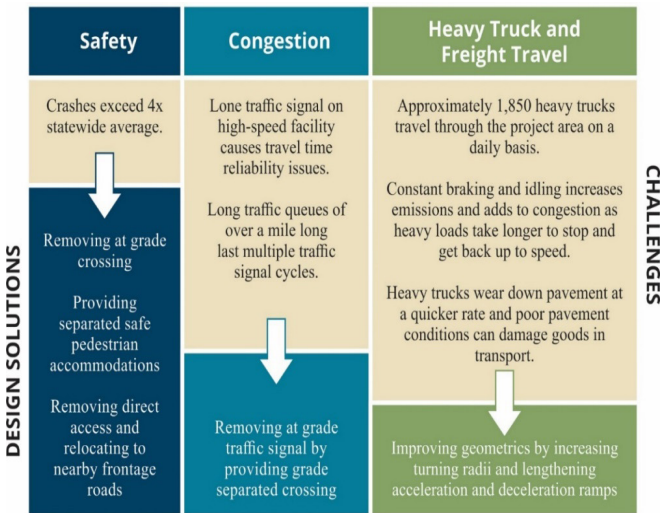 Safety
Crashes exceed 4x
statewide average.
Removing at grade
crossing
Providing
separated safe
pedestrian
accommodations
Removing direct
access and
relocating to
nearby frontage
roads
Congestion
Lone traffic signal on
high-speed facility
causes travel time
reliability issues.
Long traffic queues of
over a mile long
last multiple traffic
signal cycles.
Removing at grade
traffic signal by
providing grade
separated crossing
Heavy Truck and
Freight Travel
Approximately 1,850 heavy trucks
travel through the project area on a
daily basis.
Constant braking and idling increases
emissions and adds to congestion as
heavy loads take longer to stop and
get back up to speed.
Heavy trucks wear down pavement at
a quicker rate and poor pavement
conditions can damage goods in
transport.
Improving geometrics by increasing
turning radii and lengthening
acceleration and deceleration ramps
DESIGN SOLUTIONS
CHALLENGES